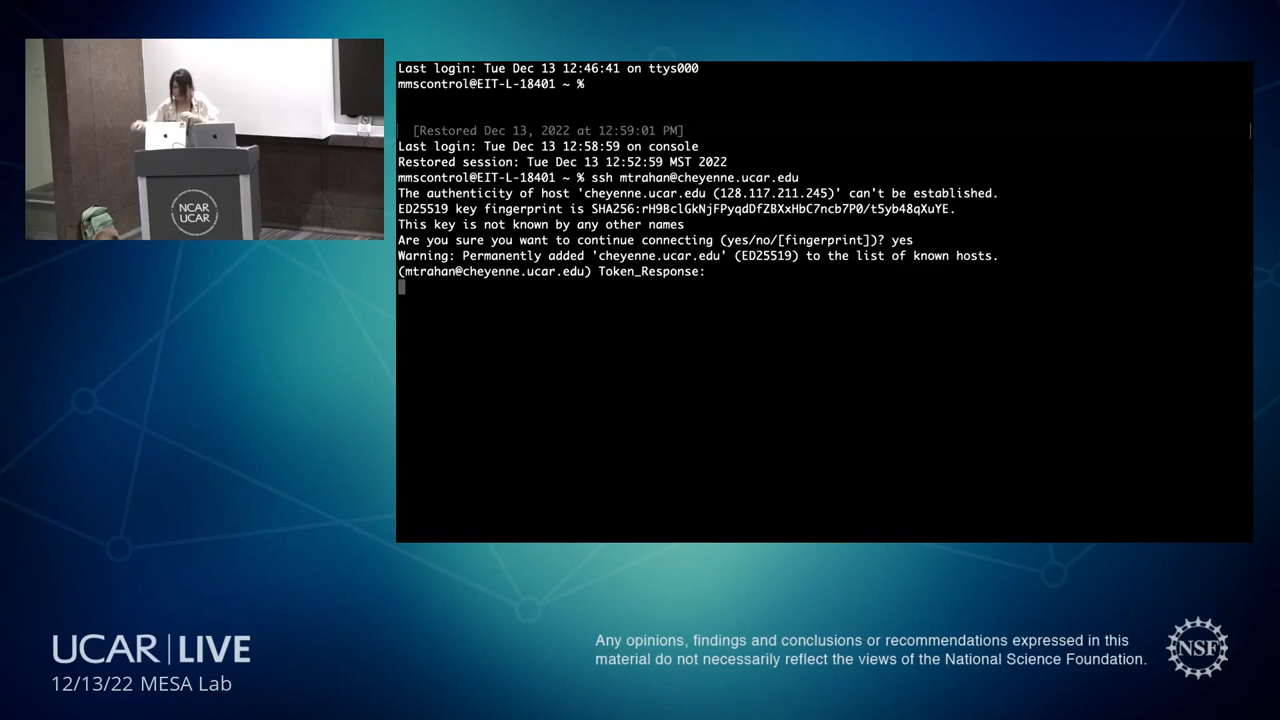 NCAR
UCAR
Last login: Tue Dec 13 12:46:41 on ttys000
mmscontrol@EIT-L-18401 ~ %
[Restored Dec 13, 2022 at 12:59:01 PM]
Last login: Tue Dec 13 12:58:59 on console
Restored session: Tue Dec 13 12:52:59 MST 2022
mmscontrol@EIT-L-18401 ~ % ssh mtrahan@cheyenne.ucar.edu
The authenticity of host 'cheyenne.ucar.edu (128.117.211.245)' can't be established.
ED25519 key fingerprint is SHA256:rH9BclGkNjFPyqdDfZBXxHbC7ncb7P0/t5yb48qXuYE.
This key is not known by any other names
Are you sure you want to continue connecting (yes/no/[fingerprint])? yes
Warning: Permanently added 'cheyenne.ucar.edu' (ED25519) to the list of known hosts.
(mtrahan@cheyenne.ucar.edu) Token_Response:
UCAR | LIVE
12/13/22 MESA Lab
Any opinions, findings and conclusions or recommendations expressed in this
material do not necessarily reflect the views of the National Science Foundation.
NSF